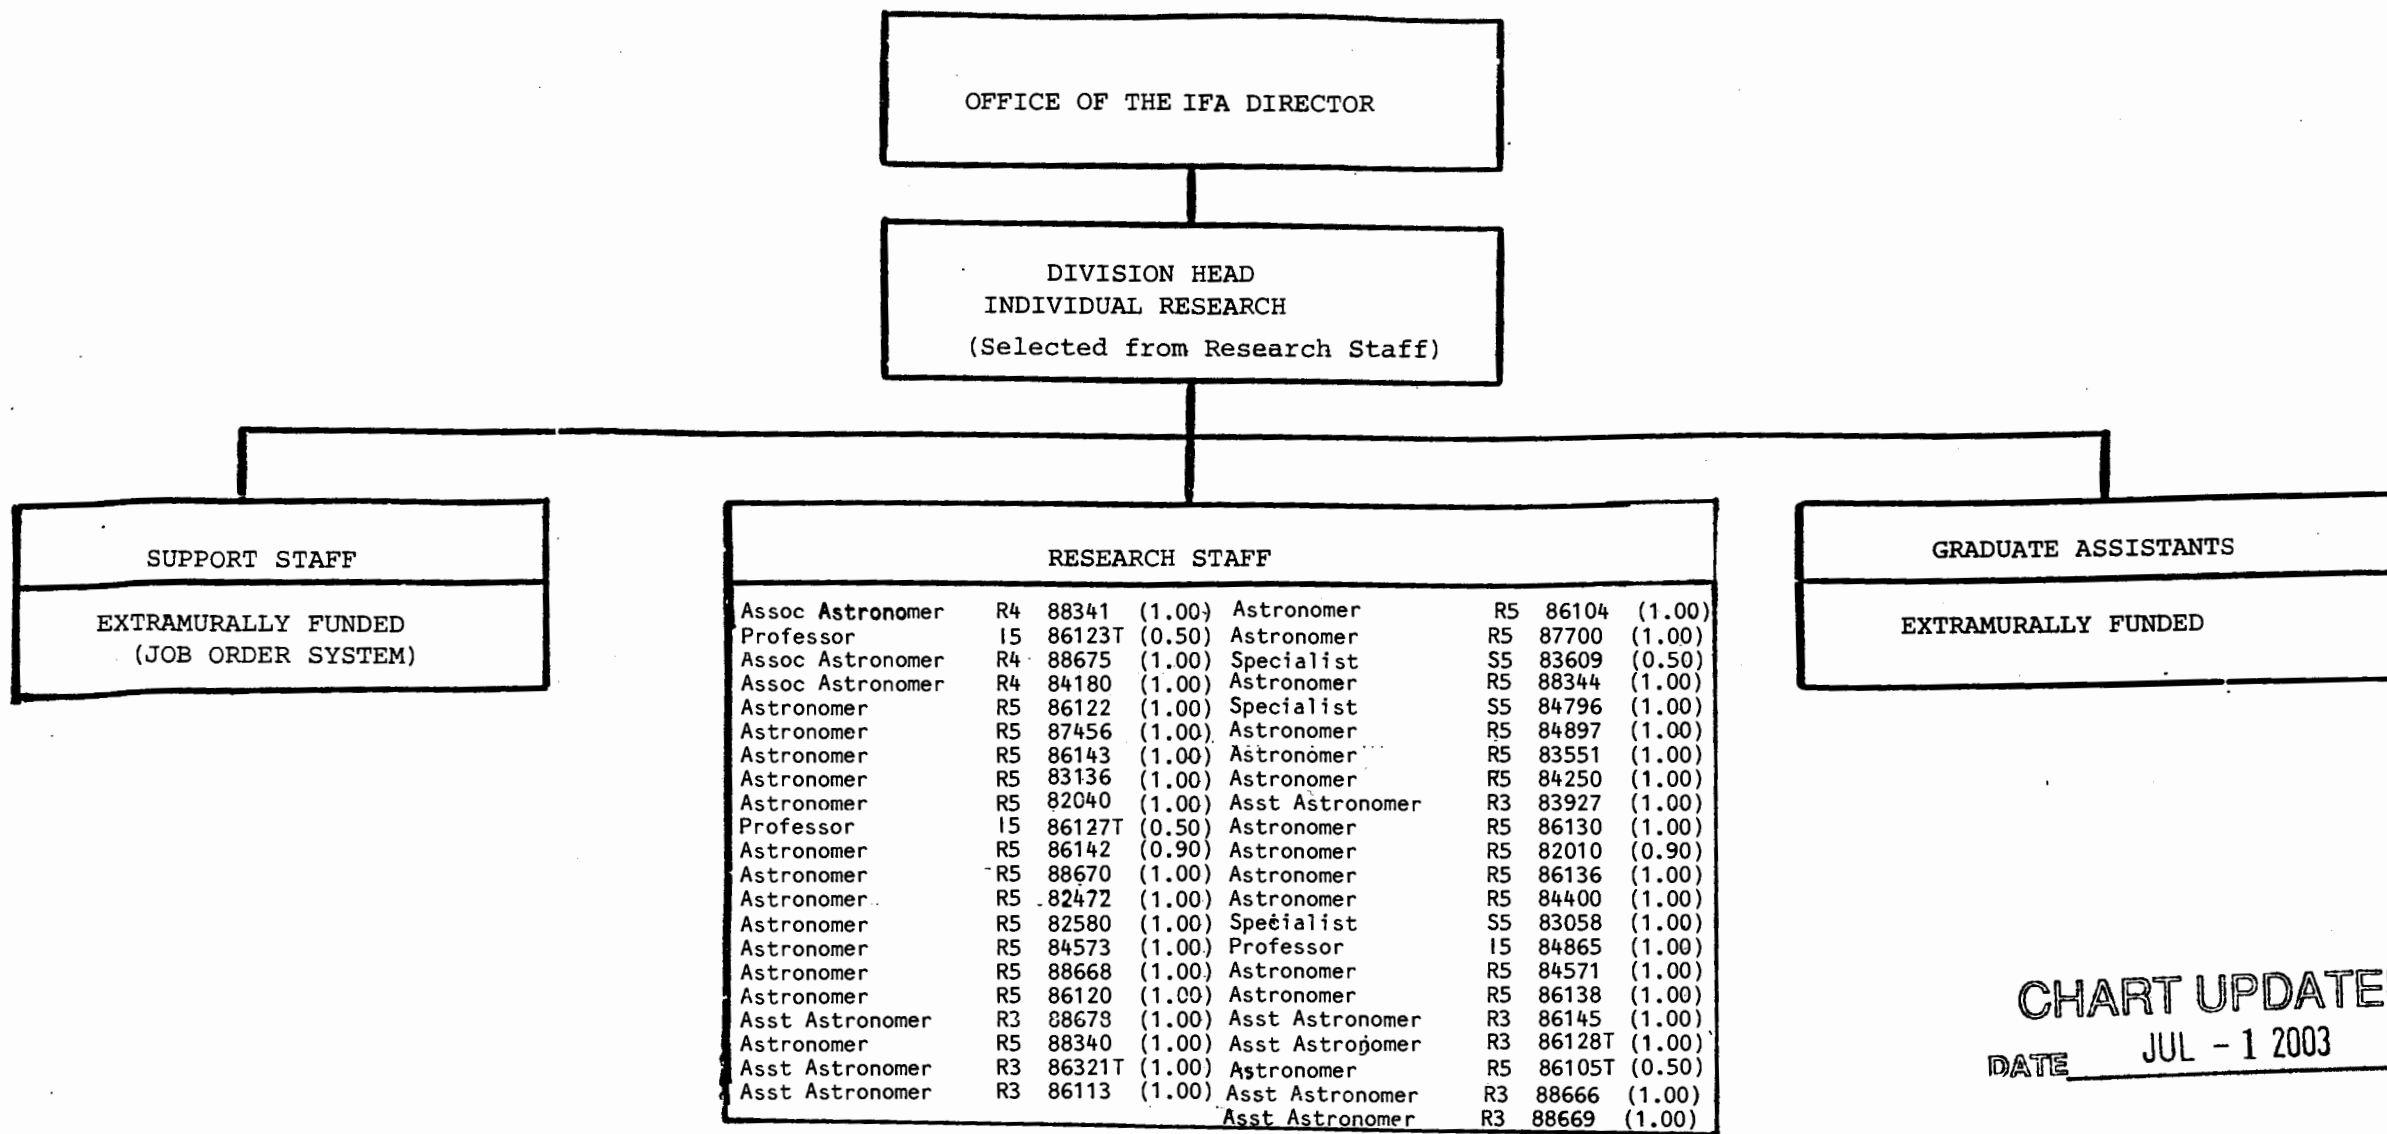 OFFICE OF THE IFA DIRECTOR
DIVISION HEAD
INDIVIDUAL RESEARCH
(Selected from Research Staff)
SUPPORT STAFF
EXTRAMURALLY FUNDED
(JOB ORDER SYSTEM)
RESEARCH STAFF
Assoc Astronomer R4 88341 (1.00) Astronomer R5 86104 (1.00)
Professor I5 86123T (0.50) Astronomer R5 87700 (1.00)
Assoc Astronomer R4 88675 (1.00) Specialist S5 83609 (0.50)
Assoc Astronomer R4 84180 (1.00) Astronomer R5 88344 (1.00)
Astronomer R5 86122 (1.00) Specialist S5 84796 (1.00)
Astronomer R5 87456 (1.00) Astronomer R5 84897 (1.00)
Astronomer R5 86143 (1.00) Astronomer R5 83551 (1.00)
Astronomer R5 83136 (1.00) Astronomer R5 84250 (1.00)
Astronomer R5 82040 (1.00) Asst Astronomer R3 83927 (1.00)
Professor I5 86127T (0.50) Astronomer R5 86130 (1.00)
Astronomer R5 86142 (0.90) Astronomer R5 82010 (0.90)
Astronomer R5 88670 (1.00) Astronomer R5 86136 (1.00)
Astronomer R5 82472 (1.00) Astronomer R5 84400 (1.00)
Astronomer R5 82580 (1.00) Specialist S5 83058 (1.00)
Astronomer R5 84573 (1.00) Professor I5 84865 (1.00)
Astronomer R5 88668 (1.00) Astronomer R5 84571 (1.00)
Astronomer R5 86120 (1.00) Astronomer R5 86138 (1.00)
Asst Astronomer R3 88678 (1.00) Asst Astronomer R3 86145 (1.00)
Astronomer R5 88340 (1.00) Asst Astronomer R3 86128T (1.00)
Asst Astronomer R3 86321T (1.00) Astronomer R5 86105T (0.50)
Asst Astronomer R3 86113 (1.00) Asst Astronomer R3 88666 (1.00)
Asst Astronomer R3 88669 (1.00)
GRADUATE ASSISTANTS
EXTRAMURALLY FUNDED
CHART UPDATE
DATE JUL - 1 2003